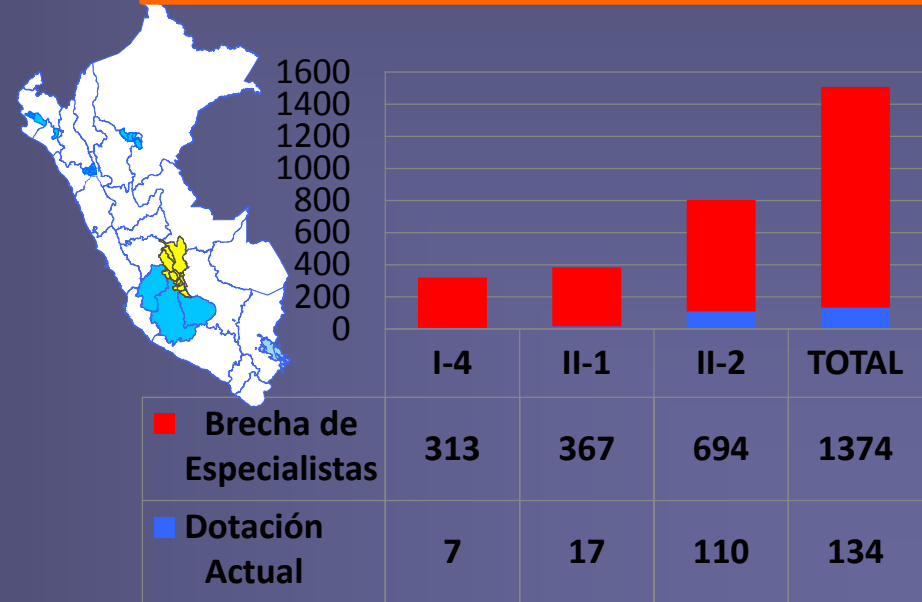 1600
1400
1200
1000
800
600
400
200
0
I-4 II-1 II-2 TOTAL
Brecha de
Especialistas
313 367 694 1374
Dotación
Actual
7 17 110 134